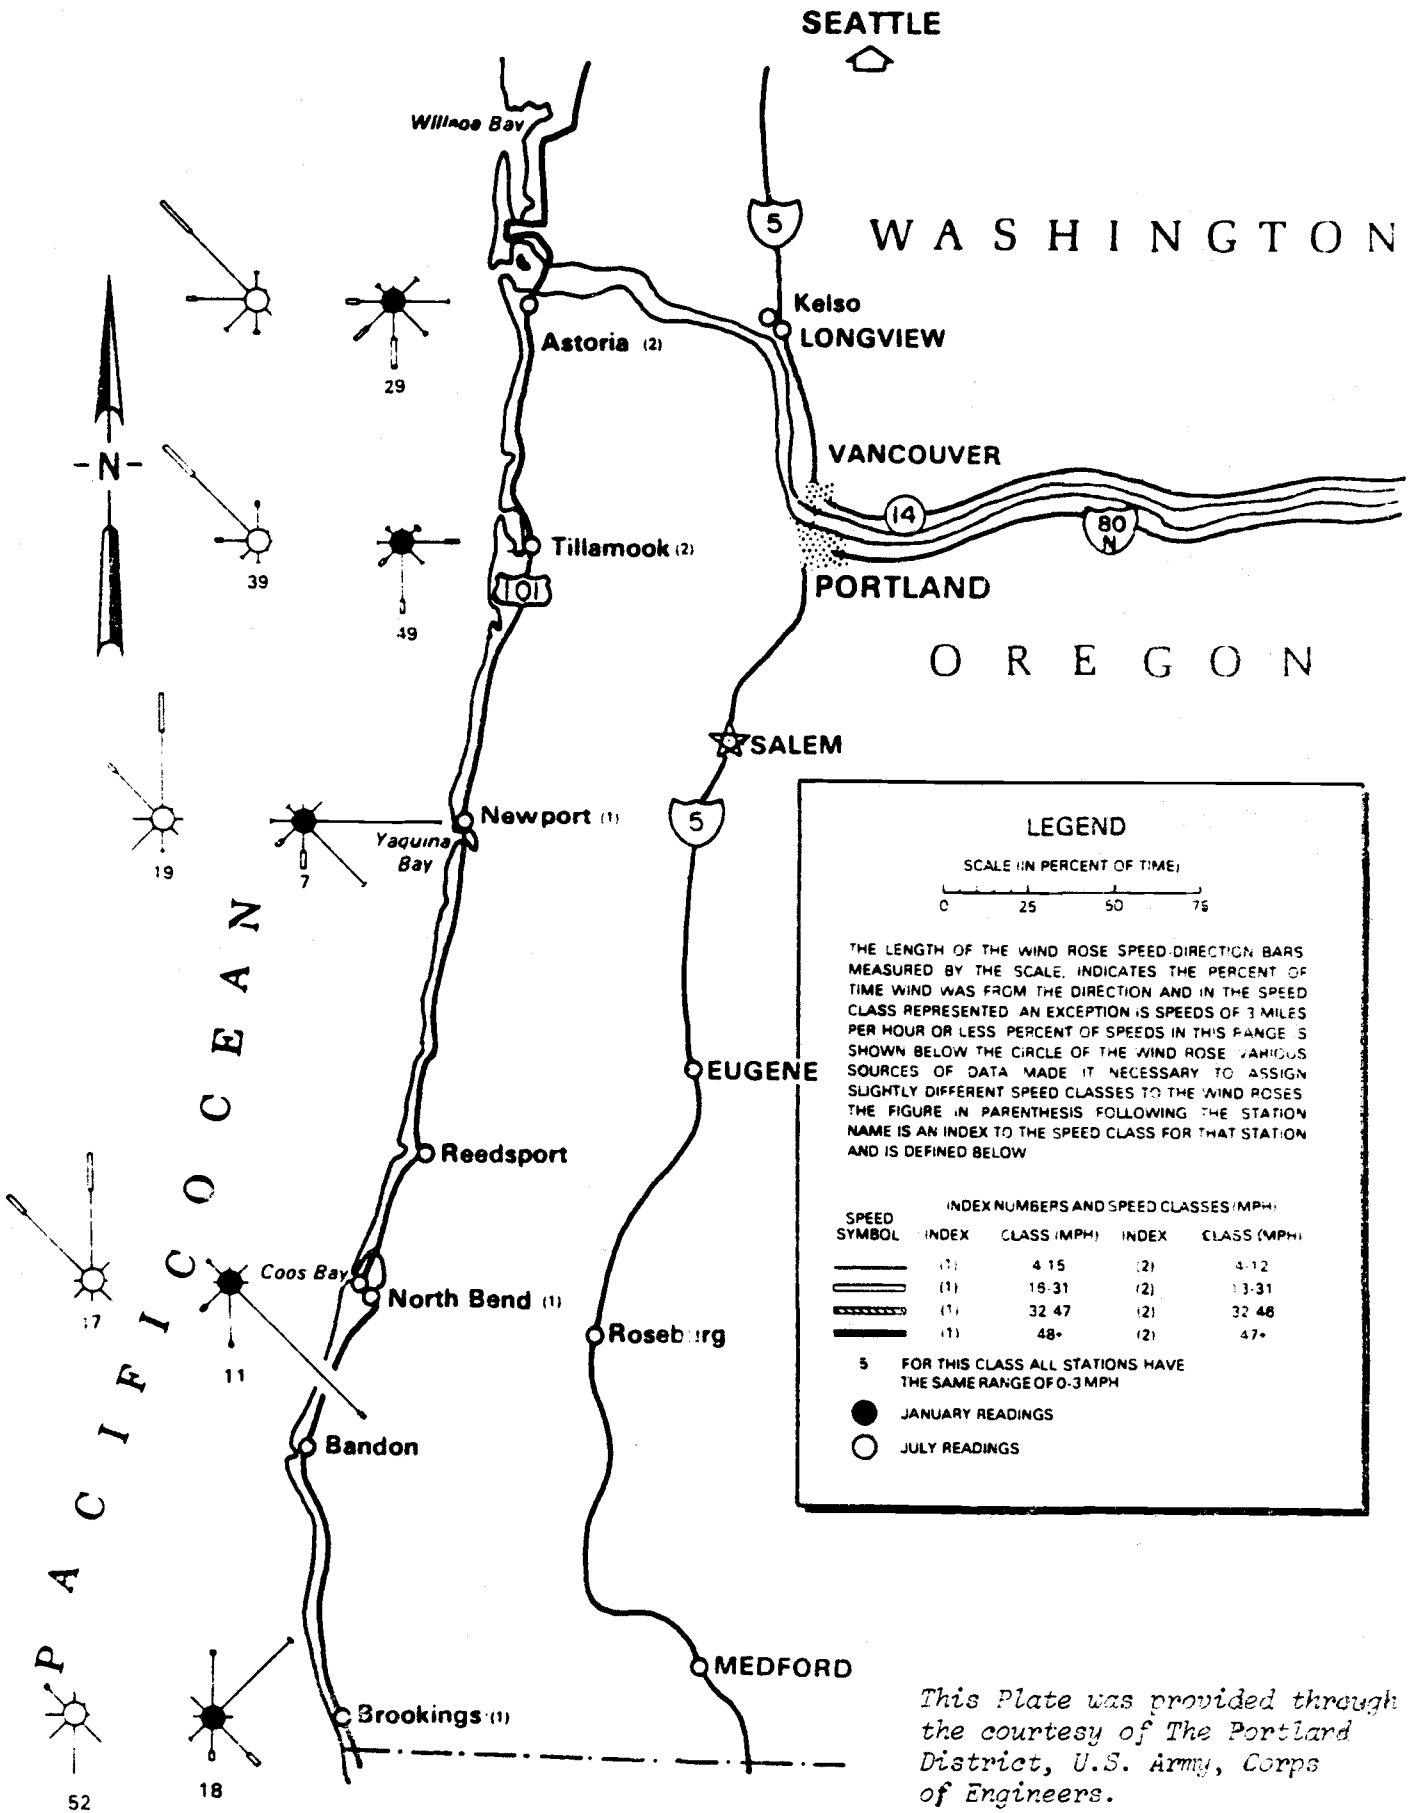 SEATTLE
Willapa Bay
5
WASHINGTON
Kelso
LONGVIEW
Astoria (2)
29
VANCOUVER
-N-
14
80
N
Tillamook (2)
39
101
PORTLAND
49
OREGON
SALEM
Newport (1)
5
Yaquina
Bay
19
7
LEGEND
SCALE (IN PERCENT OF TIME)
0 25 50 75
THE LENGTH OF THE WIND ROSE SPEED-DIRECTION BARS
MEASURED BY THE SCALE, INDICATES THE PERCENT OF
TIME WIND WAS FROM THE DIRECTION AND IN THE SPEED
CLASS REPRESENTED AN EXCEPTION IS SPEEDS OF 3 MILES
PER HOUR OR LESS PERCENT OF SPEEDS IN THIS RANGE IS
SHOWN BELOW THE CIRCLE OF THE WIND ROSE VARIOUS
SOURCES OF DATA MADE IT NECESSARY TO ASSIGN
SLIGHTLY DIFFERENT SPEED CLASSES TO THE WIND ROSES
THE FIGURE IN PARENTHESIS FOLLOWING THE STATION
NAME IS AN INDEX TO THE SPEED CLASS FOR THAT STATION
AND IS DEFINED BELOW
INDEX NUMBERS AND SPEED CLASSES (MPH)
SPEED
SYMBOL INDEX CLASS (MPH) INDEX CLASS (MPH)
(1) 4-15 (2) 4-12
(1) 16-31 (2) 13-31
(1) 32-47 (2) 32-46
(1) 48+ (2) 47+
5 FOR THIS CLASS ALL STATIONS HAVE
THE SAME RANGE OF 0-3 MPH
JANUARY READINGS
JULY READINGS
EUGENE
Reedsport
Coos Bay
North Bend (1)
17
11
Roseburg
Bandon
PACIFIC OCEAN
MEDFORD
Brookings (1)
52
18
This Plate was provided through
the courtesy of The Portland
District, U.S. Army, Corps
of Engineers.